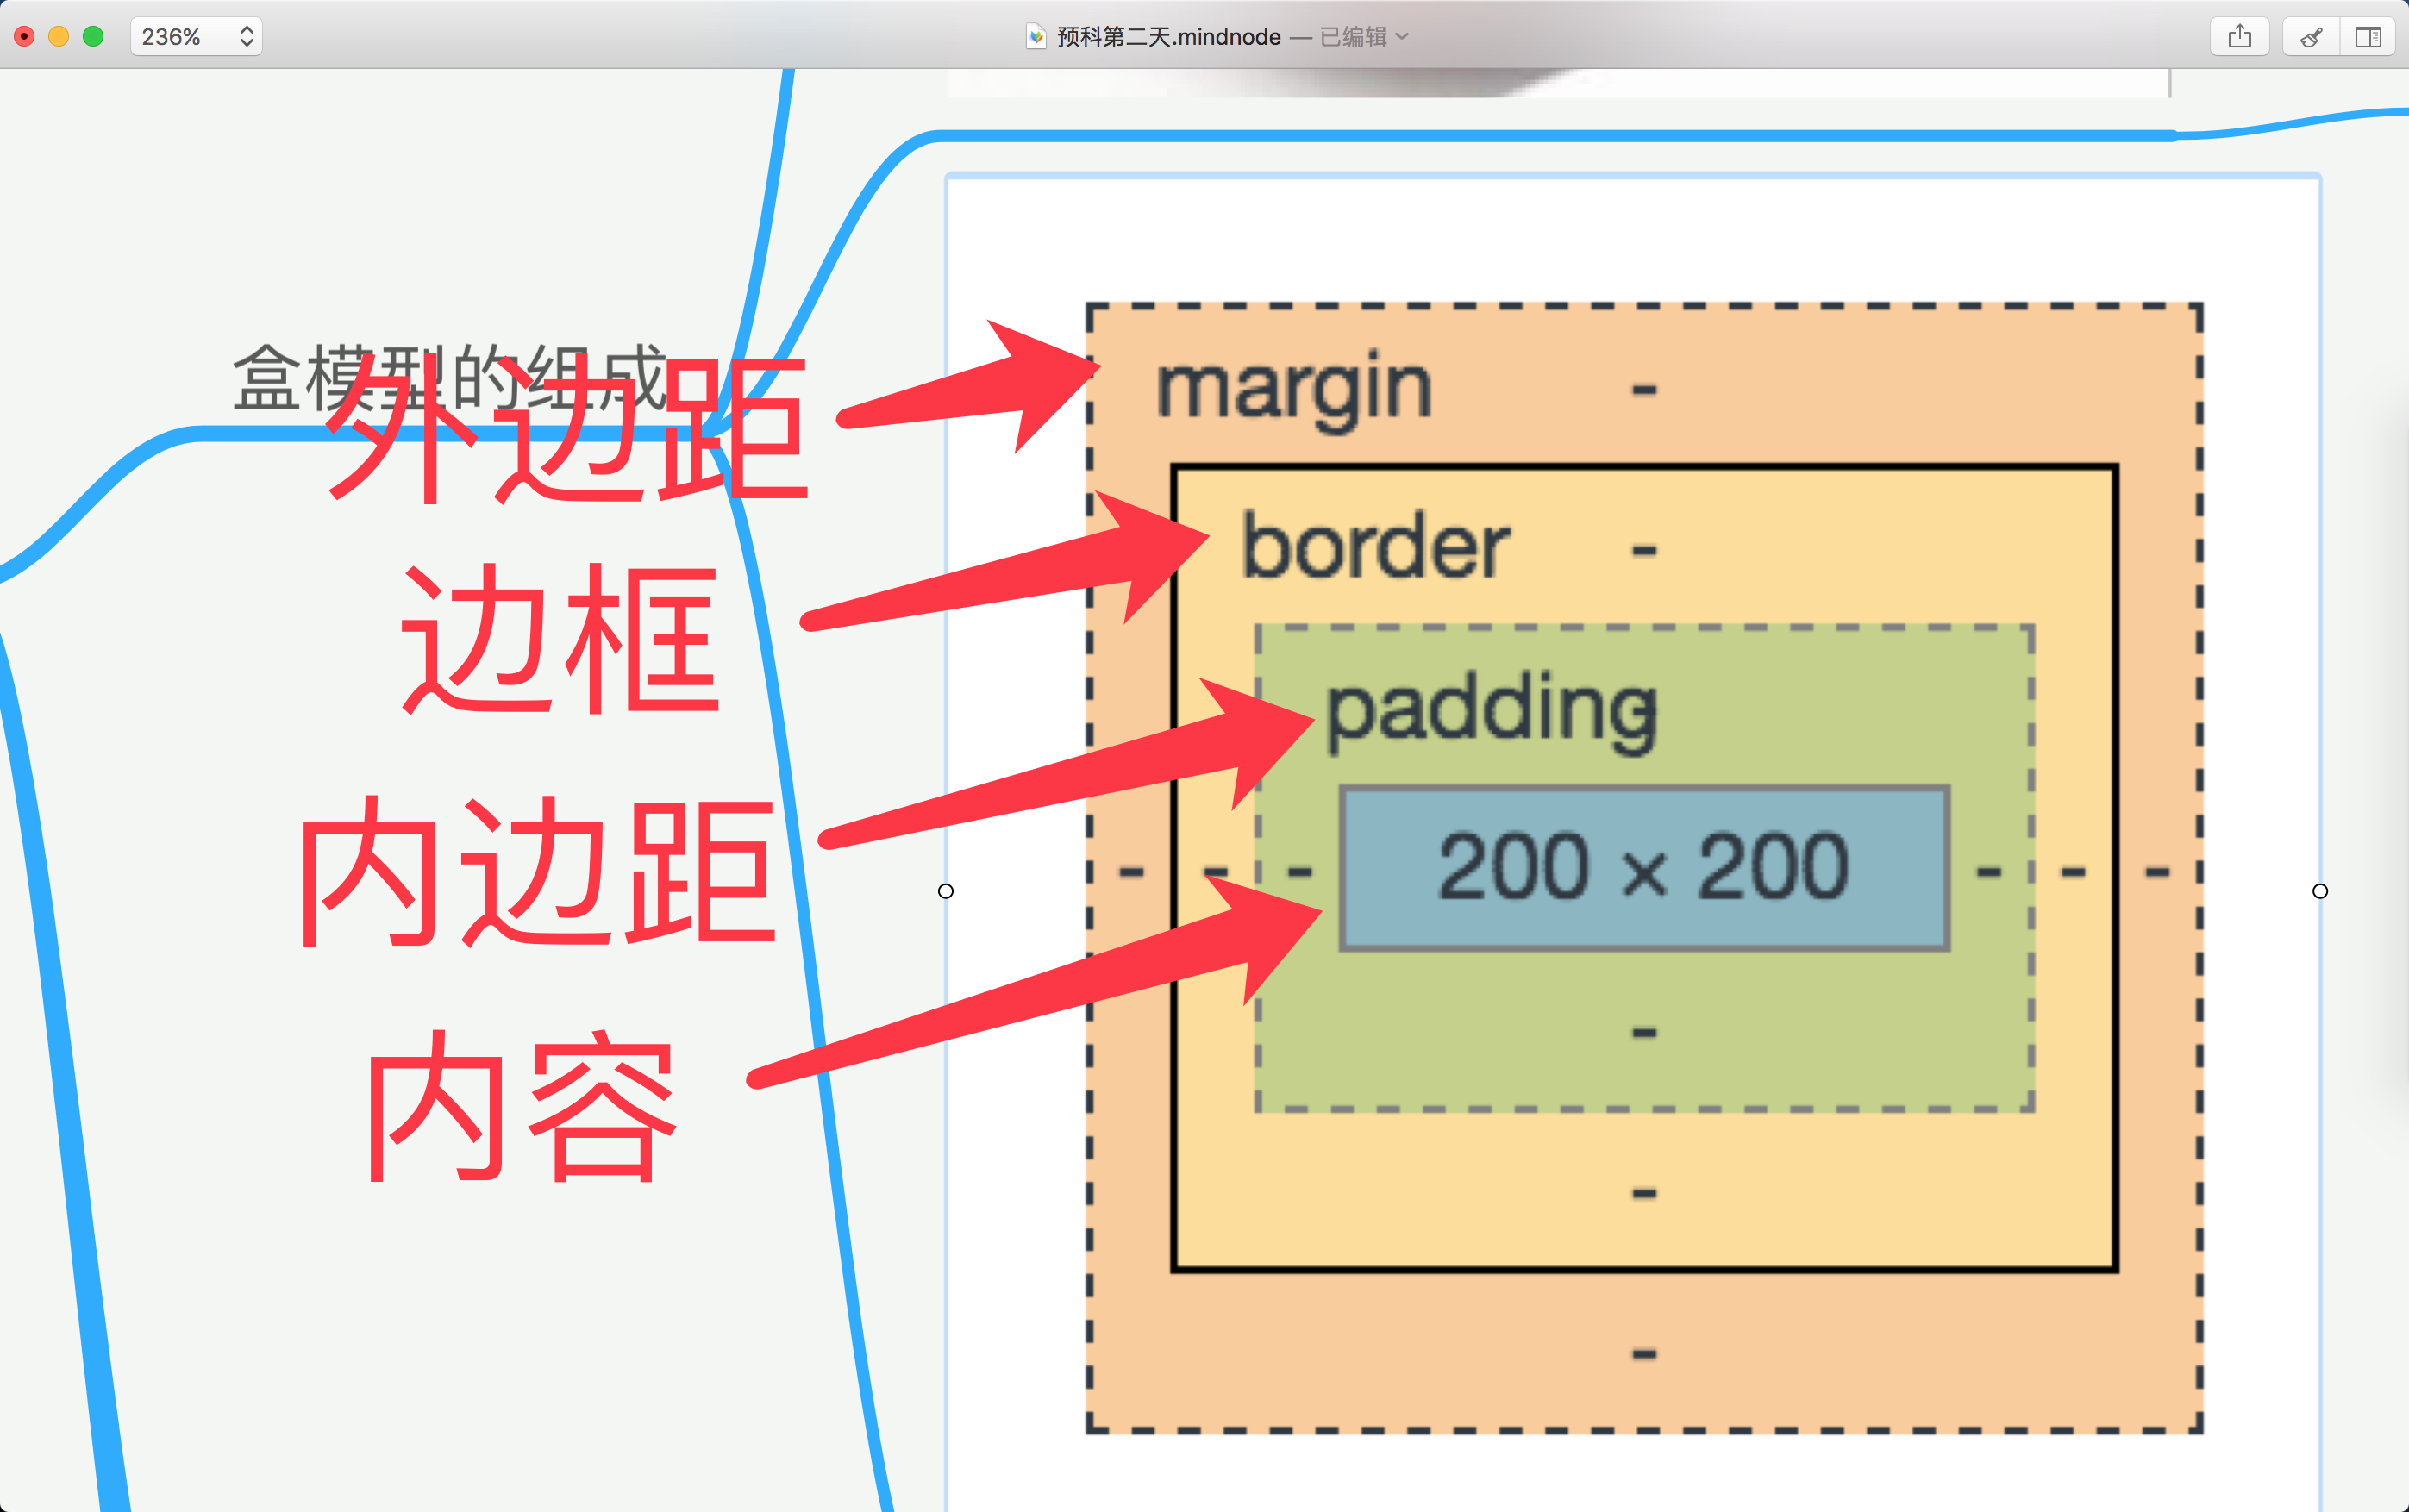 236%
预科第二天.mindnode — 已编辑
盒模型的组成
外边距
边框
内边距
内容
margin -
border -
padding -
- - - 200 × 200 - - -
-
-
-